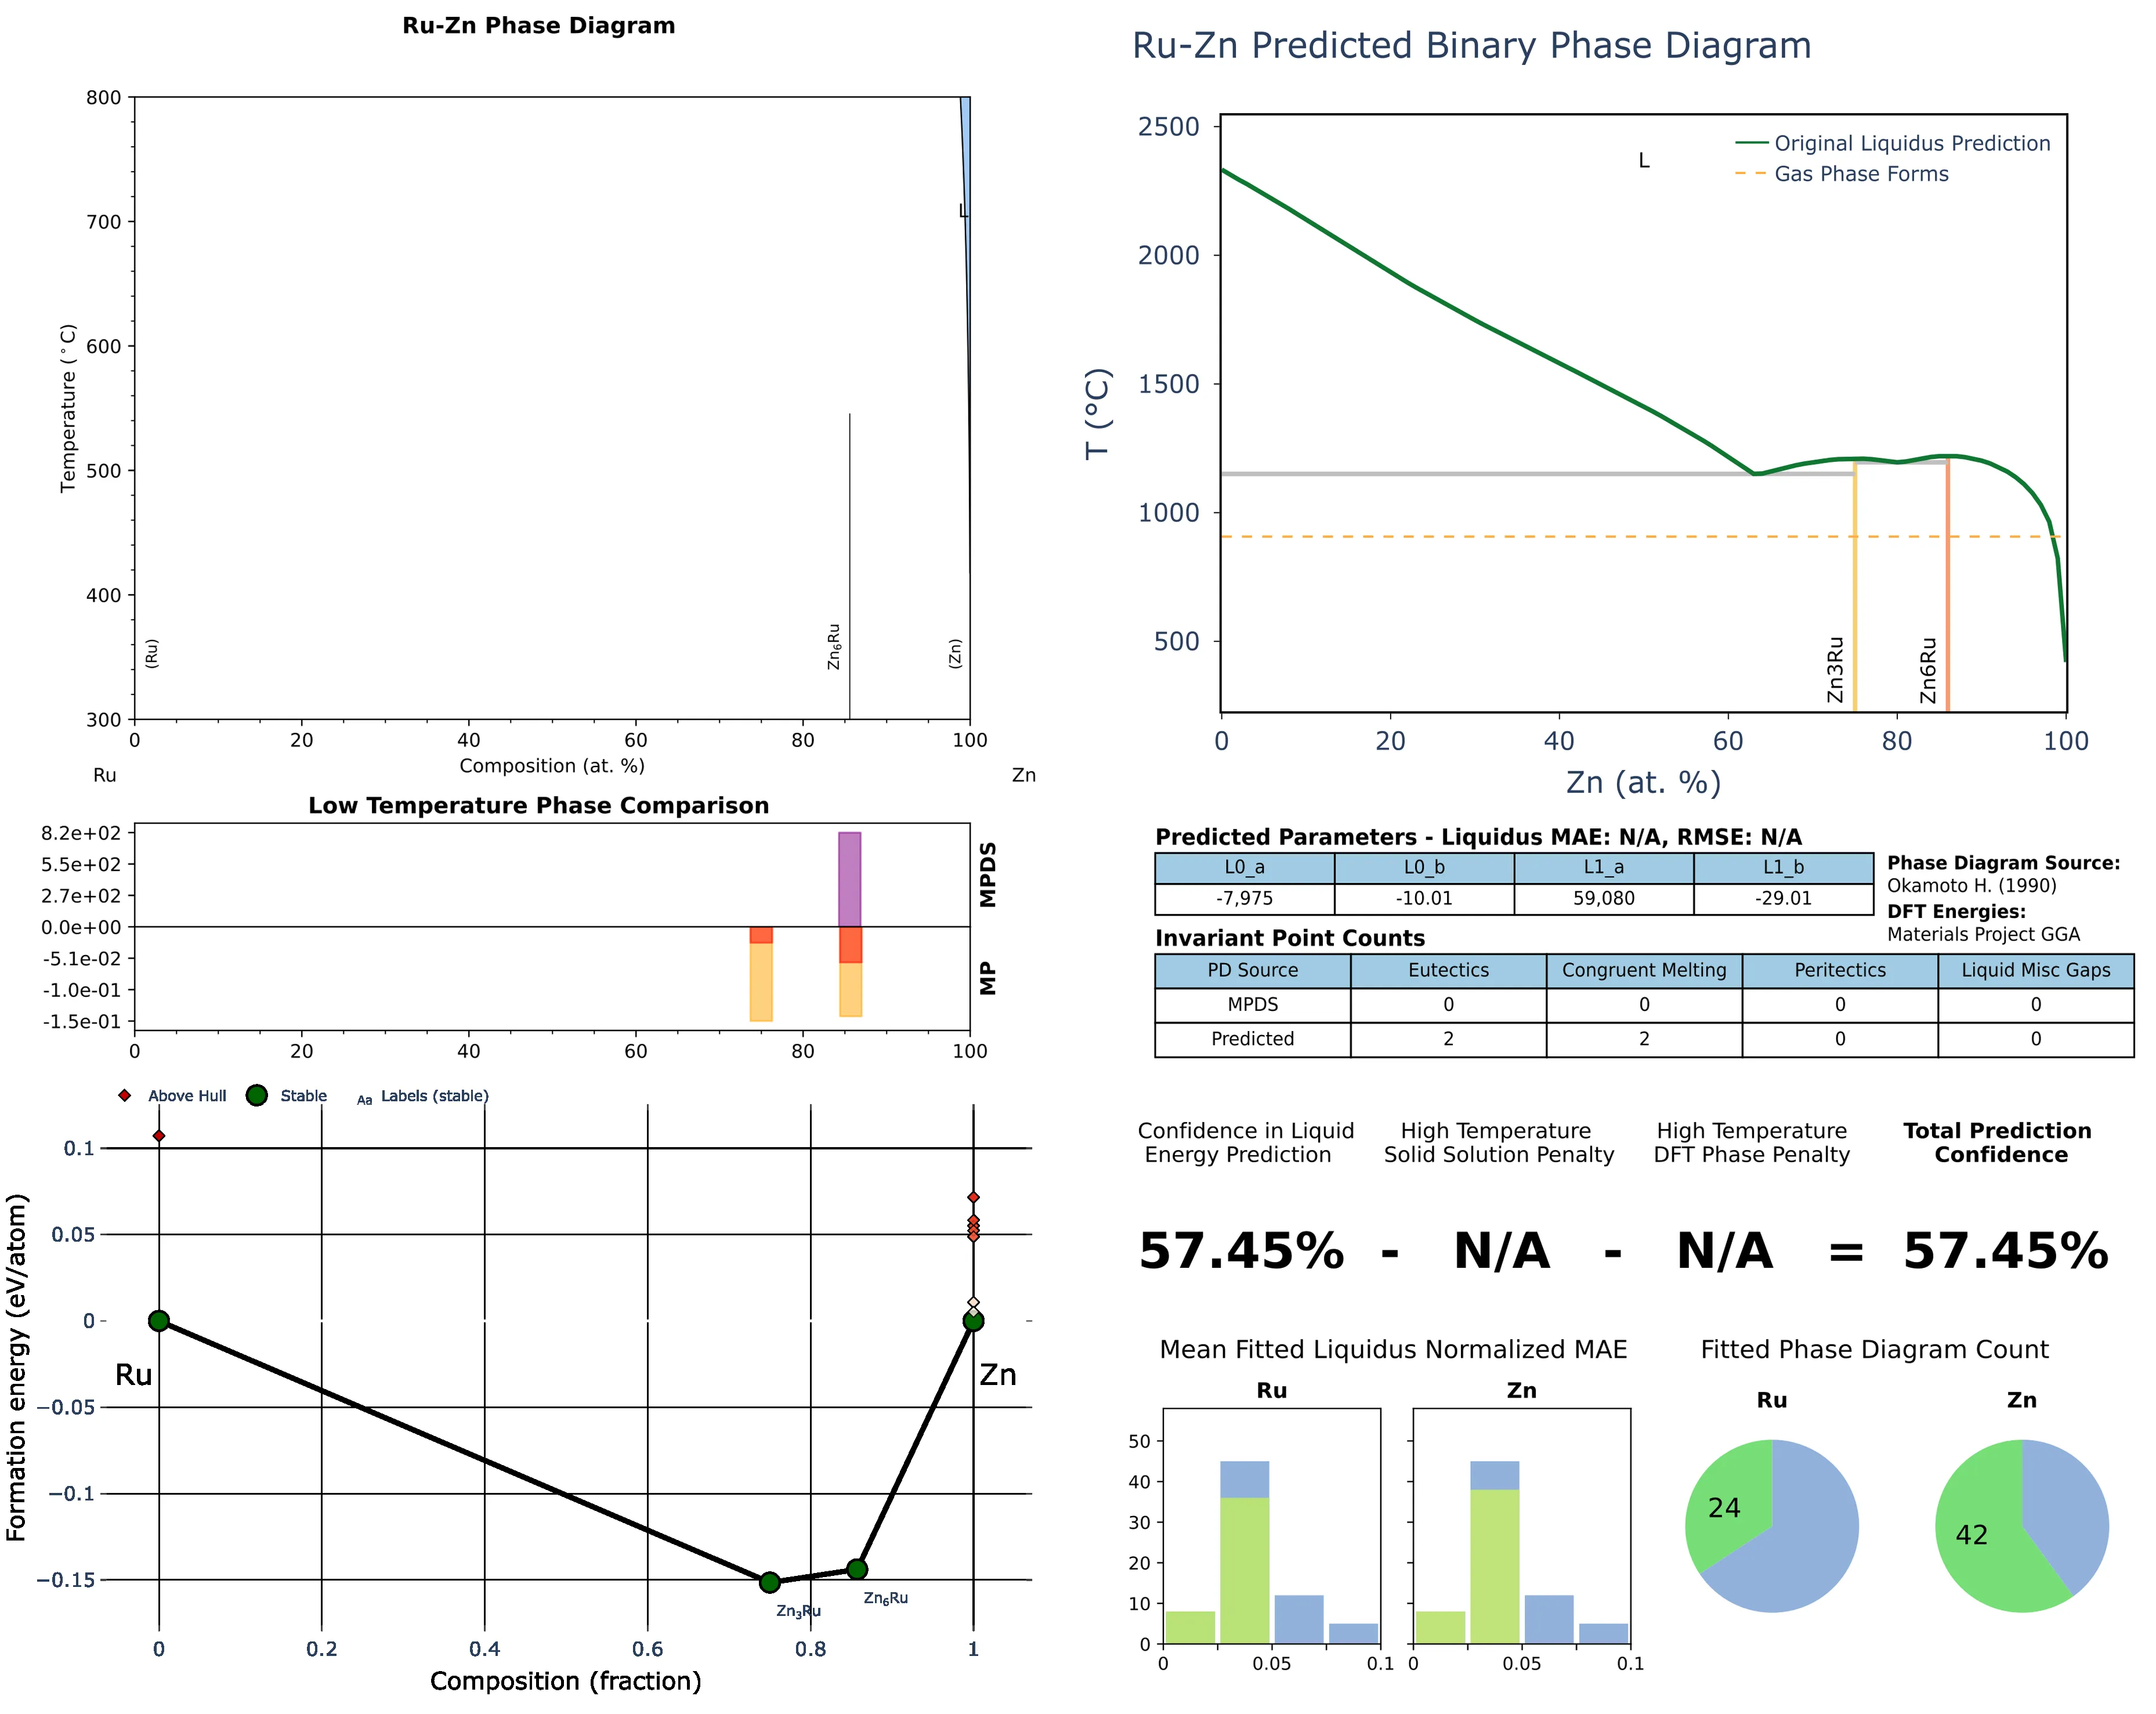 Ru-Zn Phase Diagram
800
700
600
500
400
300
Temperature (°C)
L
(Ru)
Zn6Ru
(Zn)
0 20 40 60 80 100
Composition (at. %)
Ru Zn
Low Temperature Phase Comparison
8.2e+02
5.5e+02
2.7e+02
0.0e+00
-5.1e-02
-1.0e-01
-1.5e-01
MPDS
MP
0 20 40 60 80 100
Above Hull Stable Aa Labels (stable)
0.1
0.05
0
−0.05
−0.1
−0.15
Formation energy (eV/atom)
Ru
Zn
Zn3Ru
Zn6Ru
0 0.2 0.4 0.6 0.8 1
Composition (fraction)
Ru-Zn Predicted Binary Phase Diagram
2500
2000
1500
1000
500
T (°C)
L
Original Liquidus Prediction
Gas Phase Forms
Zn3Ru
Zn6Ru
0 20 40 60 80 100
Zn (at. %)
Predicted Parameters - Liquidus MAE: N/A, RMSE: N/A
L0_a L0_b L1_a L1_b
-7,975 -10.01 59,080 -29.01
Phase Diagram Source:
Okamoto H. (1990)
DFT Energies:
Materials Project GGA
Invariant Point Counts
PD Source Eutectics Congruent Melting Peritectics Liquid Misc Gaps
MPDS 0 0 0 0
Predicted 2 2 0 0
Confidence in Liquid
Energy Prediction
High Temperature
Solid Solution Penalty
High Temperature
DFT Phase Penalty
Total Prediction
Confidence
57.45% - N/A - N/A = 57.45%
Mean Fitted Liquidus Normalized MAE
Ru
Zn
50
40
30
20
10
0
0 0.05 0.1
0 0.05 0.1
Fitted Phase Diagram Count
Ru
Zn
24
42